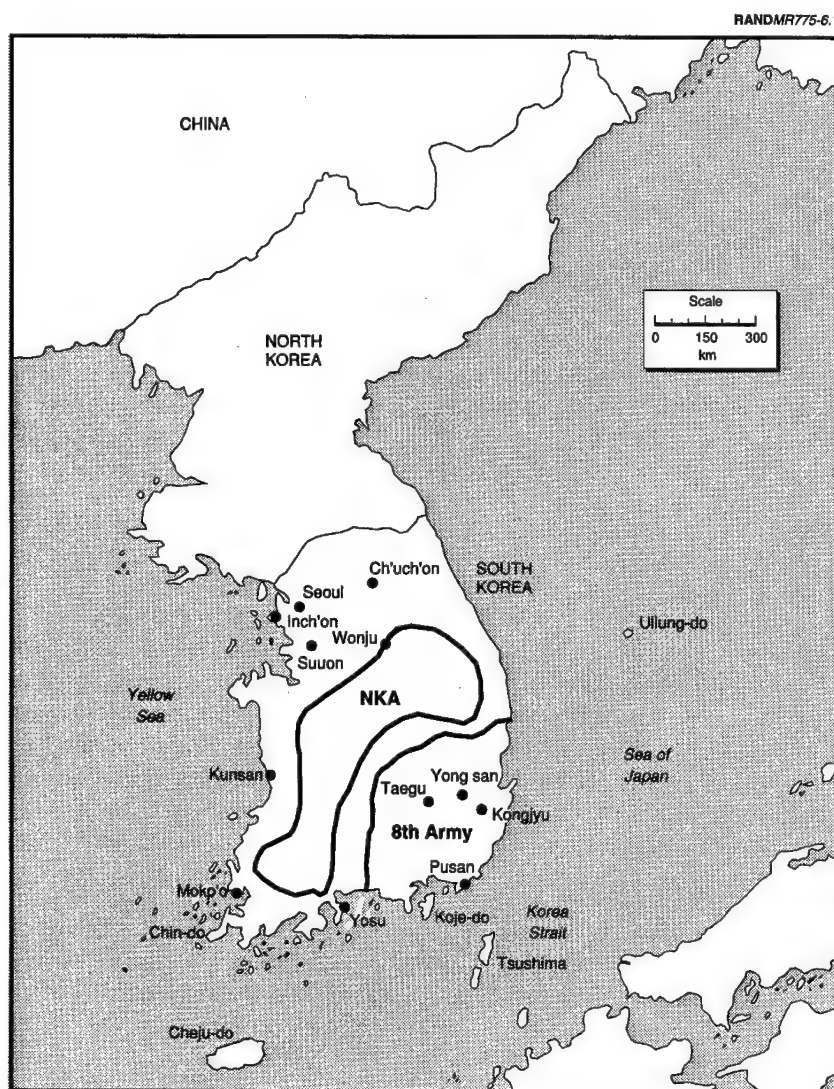 RANDMR775-6.1
CHINA
NORTH
KOREA
Scale
0 150 300
km
SOUTH
KOREA
Ch'uch'on
Seoul
Inch'on
Wonju
Suuon
Ullung-do
Yellow
Sea
NKA
Sea of
Japan
Kunsan
Yong san
Taegu
Kongjyu
8th Army
Pusan
Mokp'o
Chin-do
Yosu
Koje-do
Korea
Strait
Tsushima
Cheju-do